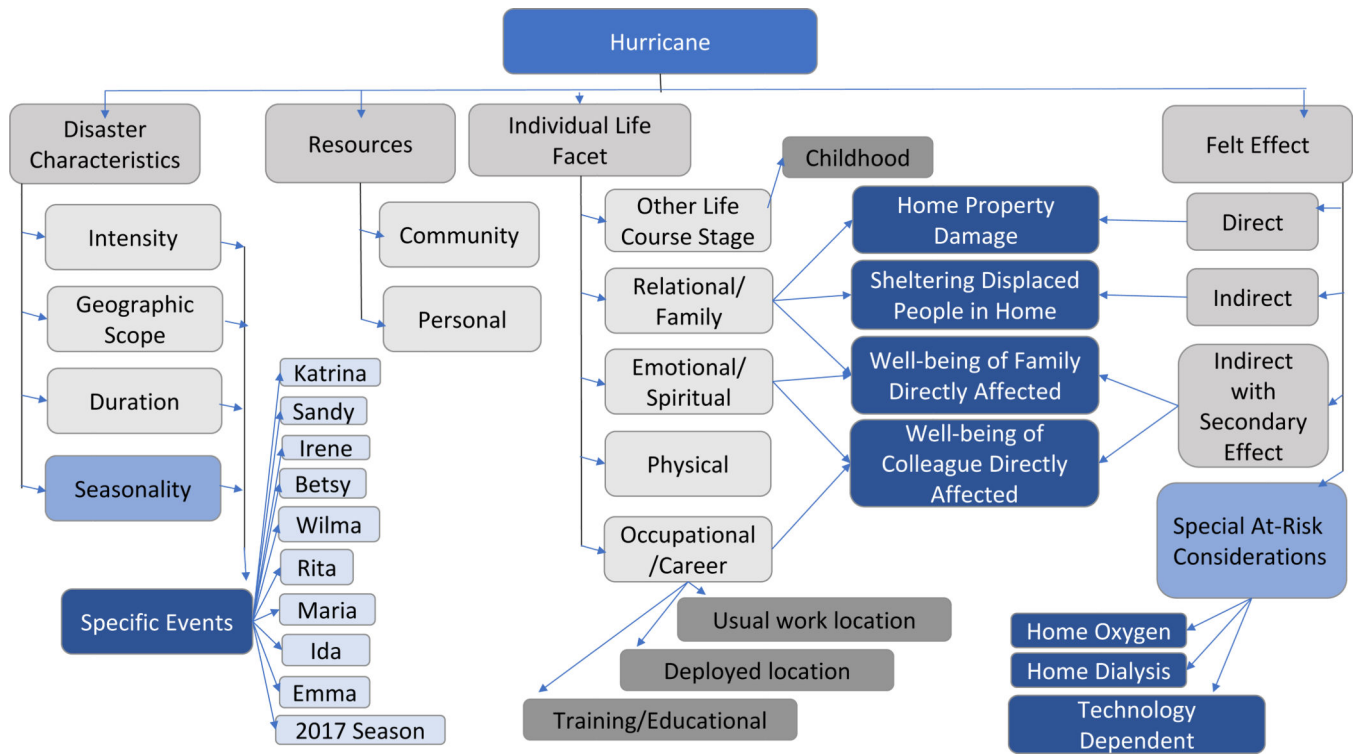 Hurricane
Disaster
Characteristics
Resources
Individual Life
Facet
Felt Effect
Intensity
Geographic
Scope
Duration
Seasonality
Specific Events
Katrina
Sandy
Irene
Betsy
Wilma
Rita
Maria
Ida
Emma
2017 Season
Community
Personal
Other Life
Course Stage
Relational/
Family
Emotional/
Spiritual
Physical
Occupational
/Career
Childhood
Usual work location
Deployed location
Training/Educational
Home Property
Damage
Sheltering Displaced
People in Home
Well-being of Family
Directly Affected
Well-being of
Colleague Directly
Affected
Direct
Indirect
Indirect
with
Secondary
Effect
Special At-Risk
Considerations
Home Oxygen
Home Dialysis
Technology
Dependent